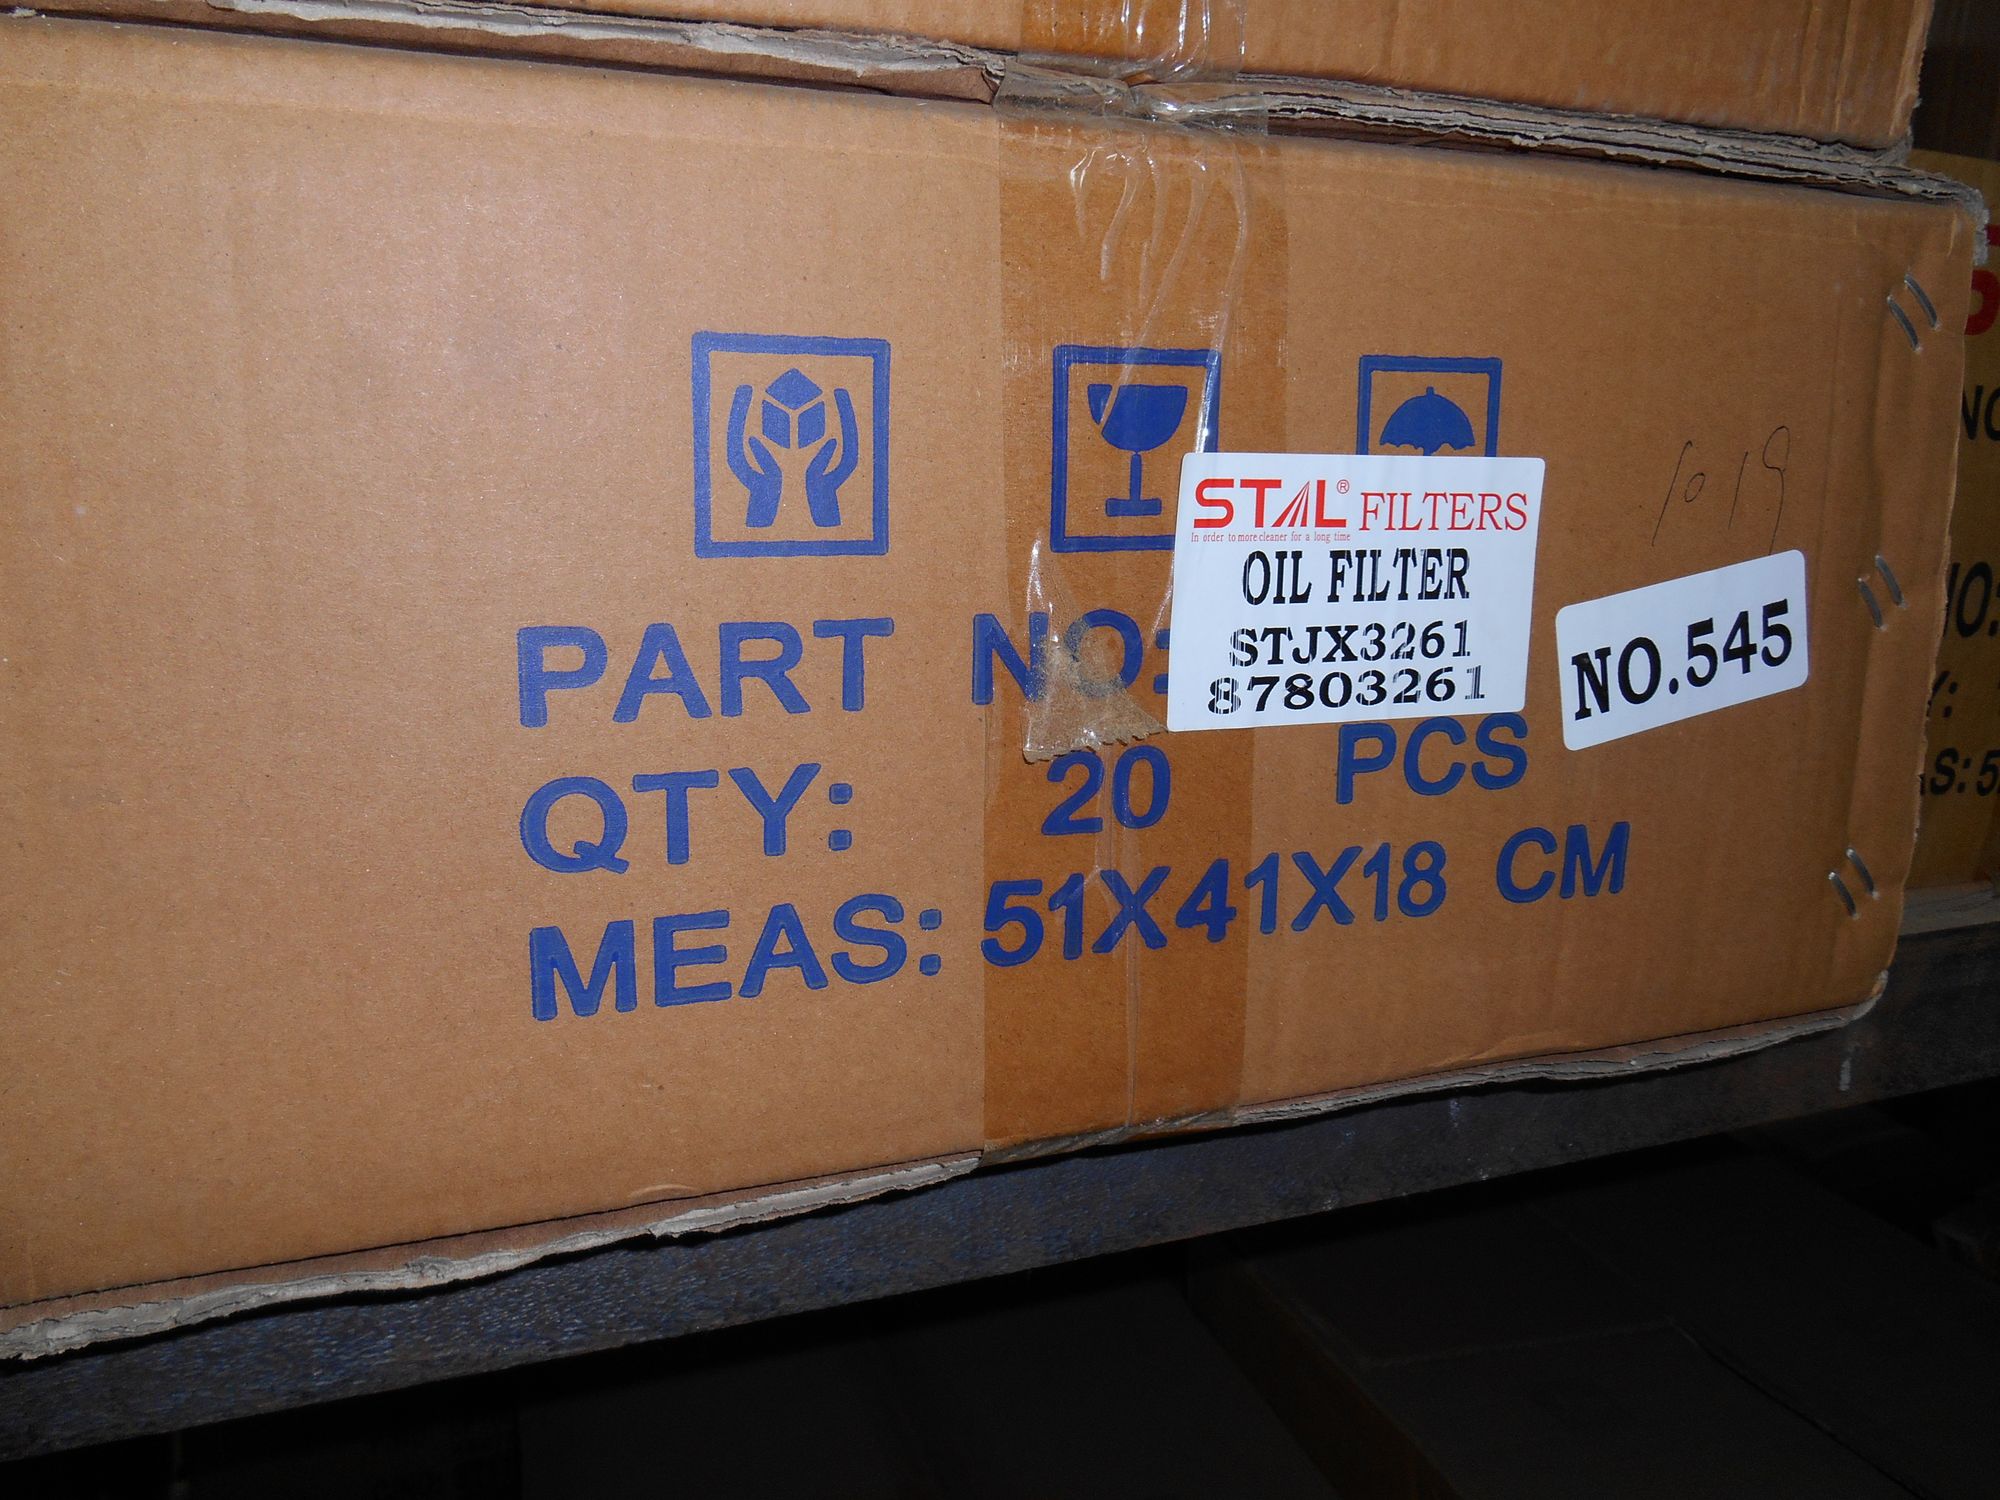 STAL® FILTERS
In order to more cleaner for a long time
OIL FILTER
STJX3261
87803261
NO.545
1019
PART NO:
QTY: 20 PCS
MEAS: 51X41X18 CM